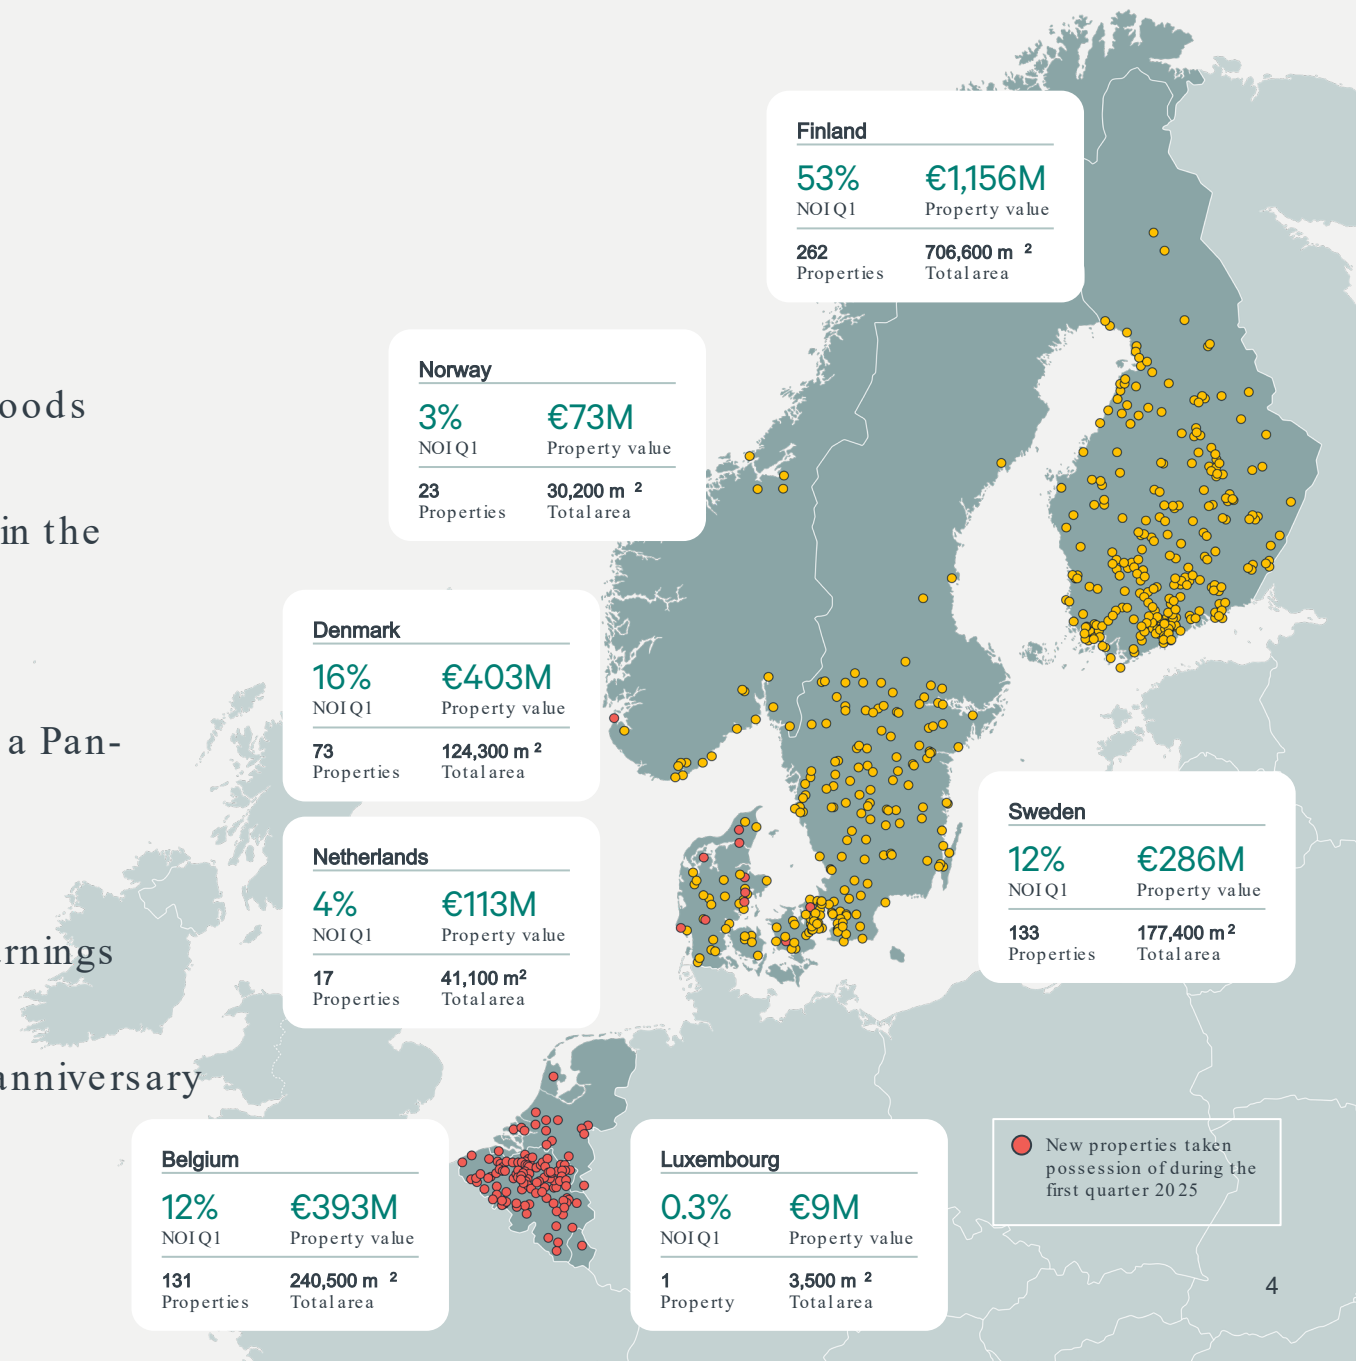 oods
in the
a Pan-
rnings
anniversary
Finland
53% €1,156M
NOI Q1 Property value
262 706,600 m ²
Properties Total area
Norway
3% €73M
NOI Q1 Property value
23 30,200 m ²
Properties Total area
Denmark
16% €403M
NOI Q1 Property value
73 124,300 m ²
Properties Total area
Netherlands
4% €113M
NOI Q1 Property value
17 41,100 m²
Properties Total area
Sweden
12% €286M
NOI Q1 Property value
133 177,400 m ²
Properties Total area
Belgium
12% €393M
NOI Q1 Property value
131 240,500 m ²
Properties Total area
Luxembourg
0.3% €9M
NOI Q1 Property value
1 3,500 m ²
Property Total area
New properties taken
possession of during the
first quarter 2025
4